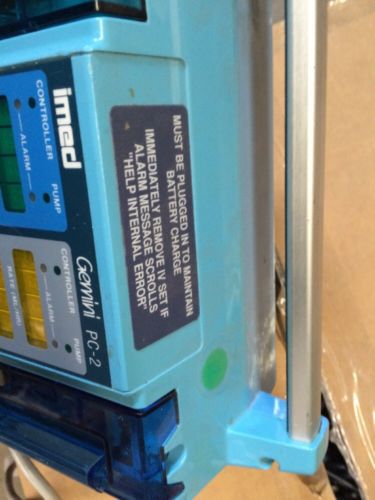 imed
CONTROLLER
PUMP
ALARM
Gemini PC-2
CONTROLLER
PUMP
ALARM
RATE (ML/HR)
MUST BE PLUGGED IN TO MAINTAIN
BATTERY CHARGE
IMMEDIATELY REMOVE IV SET IF
ALARM MESSAGE SCROLLS
"HELP INTERNAL ERROR"